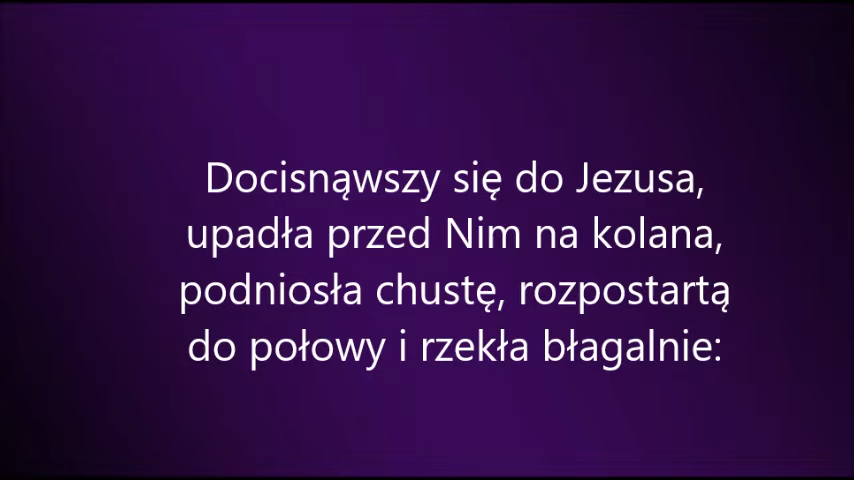 Docisnąwszy się do Jezusa,
upadła przed Nim na kolana,
podniosła chustę, rozpostartą
do połowy i rzekła błagalnie: